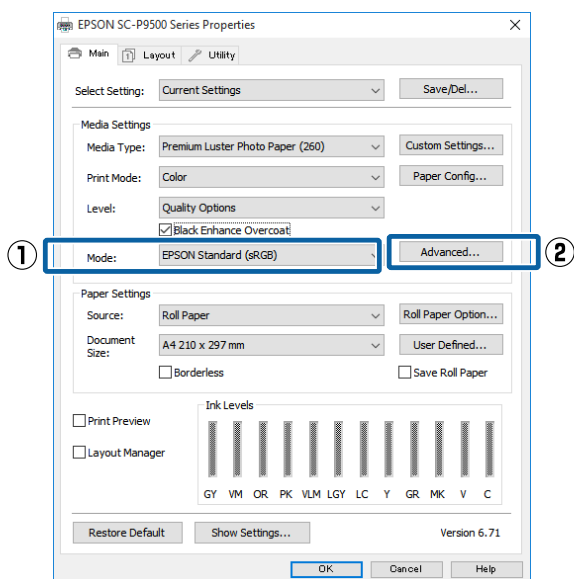 EPSON SC-P9500 Series Properties
Main Layout Utility
Select Setting: Current Settings Save/Del...
Media Settings
Media Type: Premium Luster Photo Paper (260) Custom Settings...
Print Mode: Color Paper Config...
Level: Quality Options
Black Enhance Overcoat
1 Mode: EPSON Standard (sRGB) Advanced... 2
Paper Settings
Source: Roll Paper Roll Paper Option...
Document
Size: A4 210 x 297 mm User Defined...
Borderless Save Roll Paper
Ink Levels
Print Preview
Layout Manager
GY VM OR PK VLM LGY LC Y GR MK V C
Restore Default Show Settings... Version 6.71
OK Cancel Help